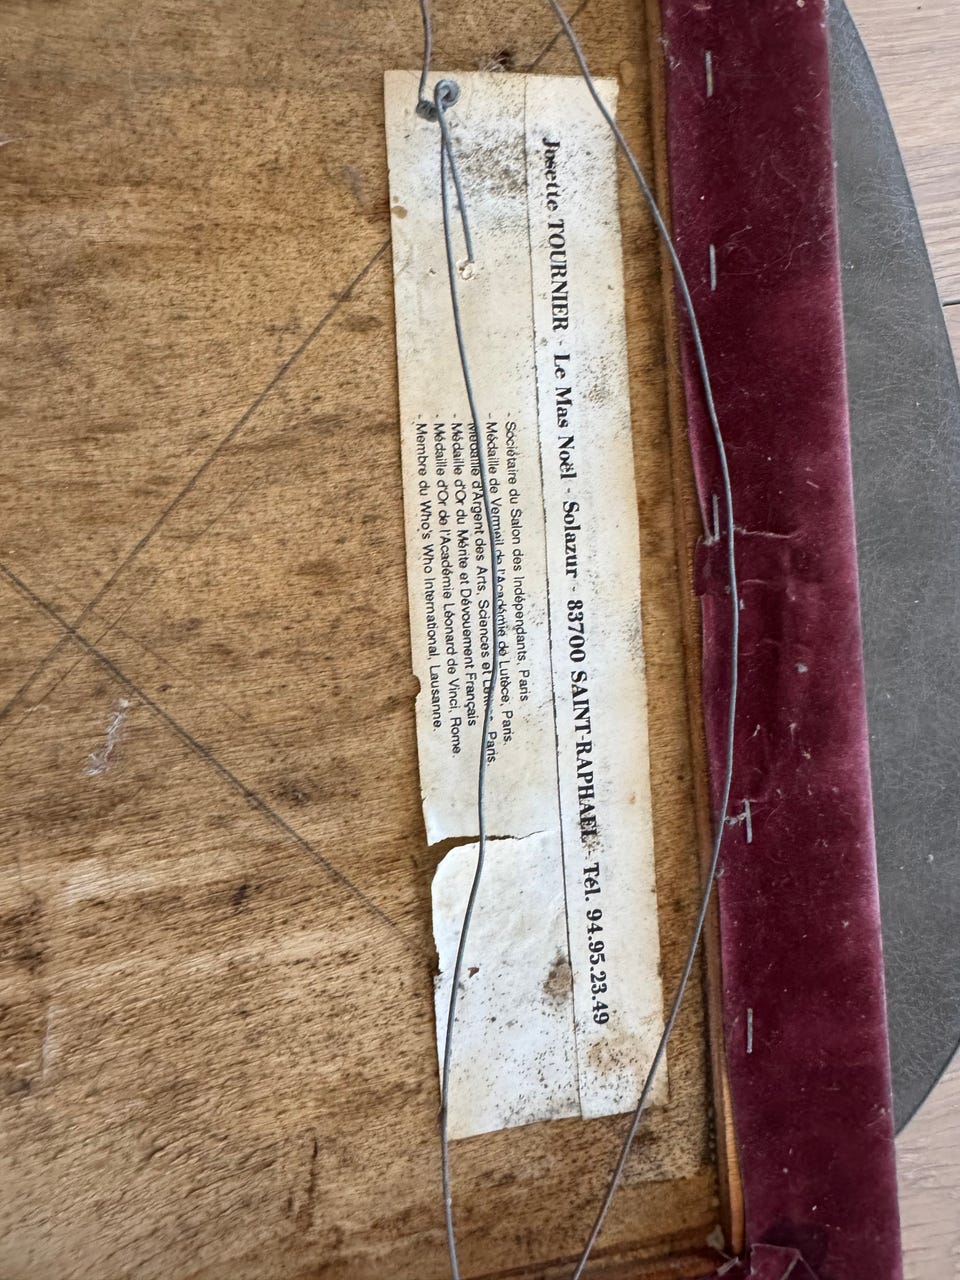 Josette TOURNIER - Le Mas Noël - Solazur - 83700 SAINT-RAPHAEL - Tél. 94.95.23.49
- Sociétaire du Salon des Indépendants, Paris
- Médaille de Vermeil de l'Académie de Lutèce, Paris.
Médaille d'Argent des Arts, Sciences et Lettres, Paris.
- Médaille d'Or du Mérite et Dévouement Français
- Médaille d'Or de l'Académie Léonard de Vinci, Rome.
- Membre du Who's Who International, Lausanne.